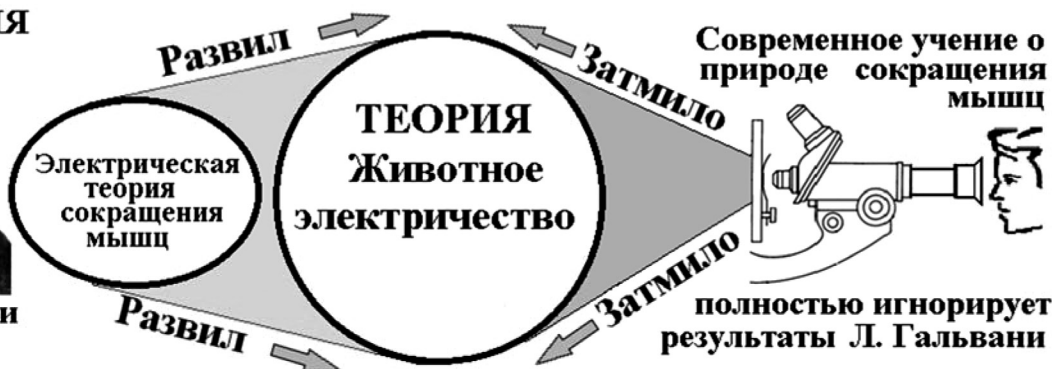 ИЯ
Развил
Затмило
Современное учение о
природе сокращения
мышц
Электрическая
теория
сокращения
мышц
ТЕОРИЯ
Животное
электричество
Развил
Затмило
и
полностью игнорирует
результаты Л. Гальвани